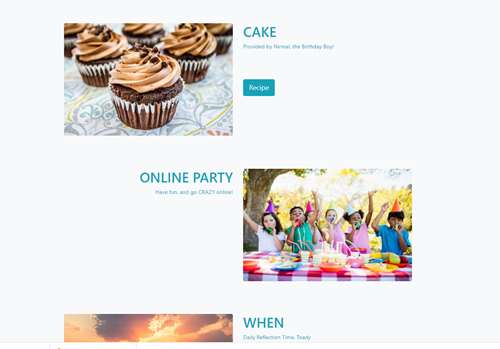 CAKE
Provided by Nirmal, the Birthday Boy!
Recipe
ONLINE PARTY
Have fun, and go CRAZY online!
WHEN
Daily Reflection Time, Toady